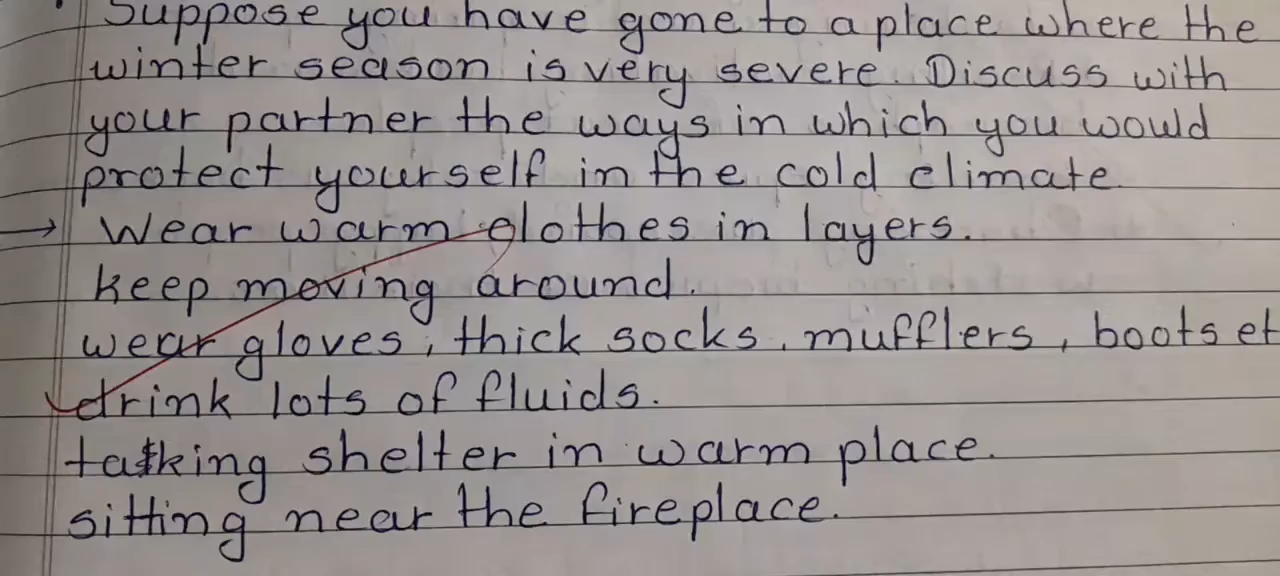 Suppose you have gone to a place where the
winter season is very severe. Discuss with
your partner the ways in which you would
protect yourself in the cold climate.
→ Wear warm clothes in layers.
keep moving around.
wear gloves, thick socks, mufflers, boots et
drink lots of fluids.
taking shelter in warm place.
sitting near the fireplace.